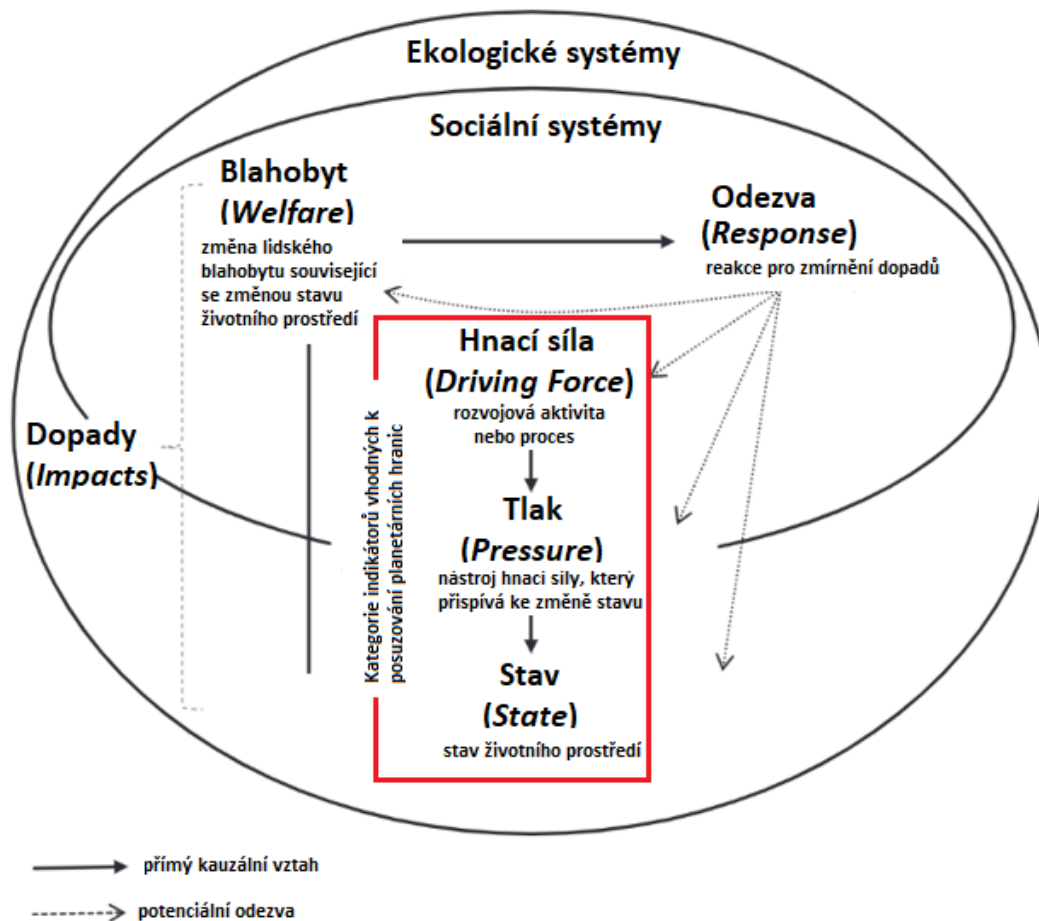 Ekologické systémy
Sociální systémy
Blahobyt
(Welfare)
změna lidského
blahobytu související
se změnou stavu
životního prostředí
Odezva
(Response)
reakce pro zmírnění dopadů
Hnací síla
(Driving Force)
rozvojová aktivita
nebo proces
Dopady
(Impacts)
Kategorie indikátorů vhodných k
posuzování planetárních hranic
Tlak
(Pressure)
nástroj hnací síly, který
přispívá ke změně stavu
Stav
(State)
stav životního prostředí
přímý kauzální vztah
potenciální odezva